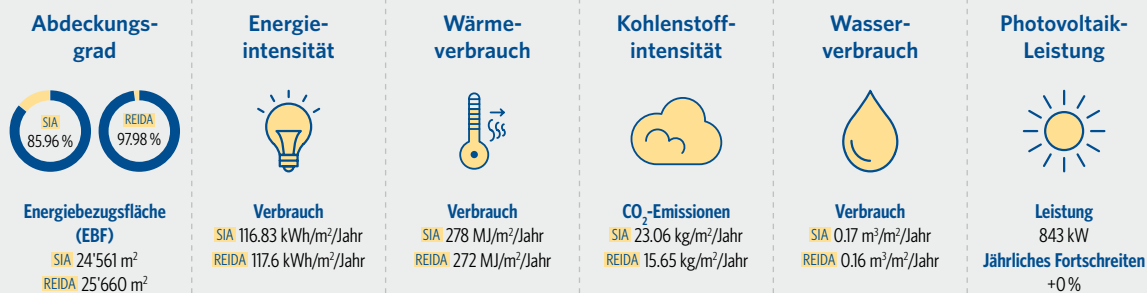 Abdeckungs-
grad
SIA
85.96 %
REIDA
97.98 %
Energiebezugsfläche
(EBF)
SIA 24'561 m²
REIDA 25'660 m²
Energie-
intensität
Verbrauch
SIA 116.83 kWh/m²/Jahr
REIDA 117.6 kWh/m²/Jahr
Wärme-
verbrauch
Verbrauch
SIA 278 MJ/m²/Jahr
REIDA 272 MJ/m²/Jahr
Kohlenstoff-
intensität
CO₂-Emissionen
SIA 23.06 kg/m²/Jahr
REIDA 15.65 kg/m²/Jahr
Wasser-
verbrauch
Verbrauch
SIA 0.17 m³/m²/Jahr
REIDA 0.16 m³/m²/Jahr
Photovoltaik-
Leistung
Leistung
843 kW
Jährliches Fortschreiten
+0 %